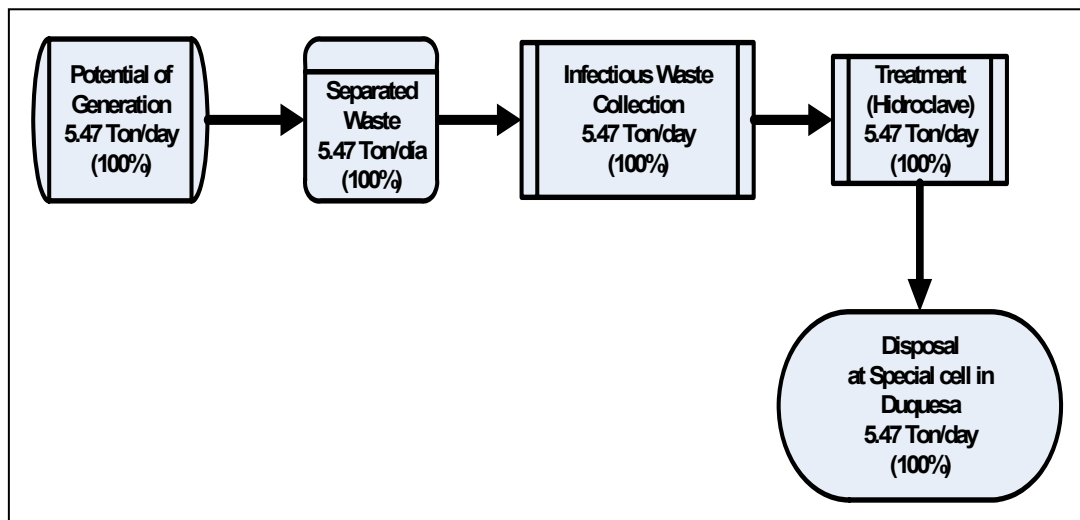 Potential of
Generation
5.47 Ton/day
(100%)
Separated
Waste
5.47 Ton/día
(100%)
Infectious Waste
Collection
5.47 Ton/day
(100%)
Treatment
(Hidroclave)
5.47 Ton/day
(100%)
Disposal
at Special cell in
Duquesa
5.47 Ton/day
(100%)